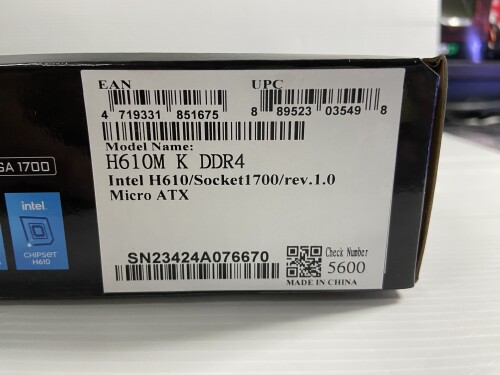 EAN UPC
4 719331 851675 8 89523 03549 8
Model Name:
H610M K DDR4
Intel H610/Socket1700/rev.1.0
Micro ATX
GA 1700
intel.
CHIPSET
H610
SN23424A076670
Check Number
5600
MADE IN CHINA